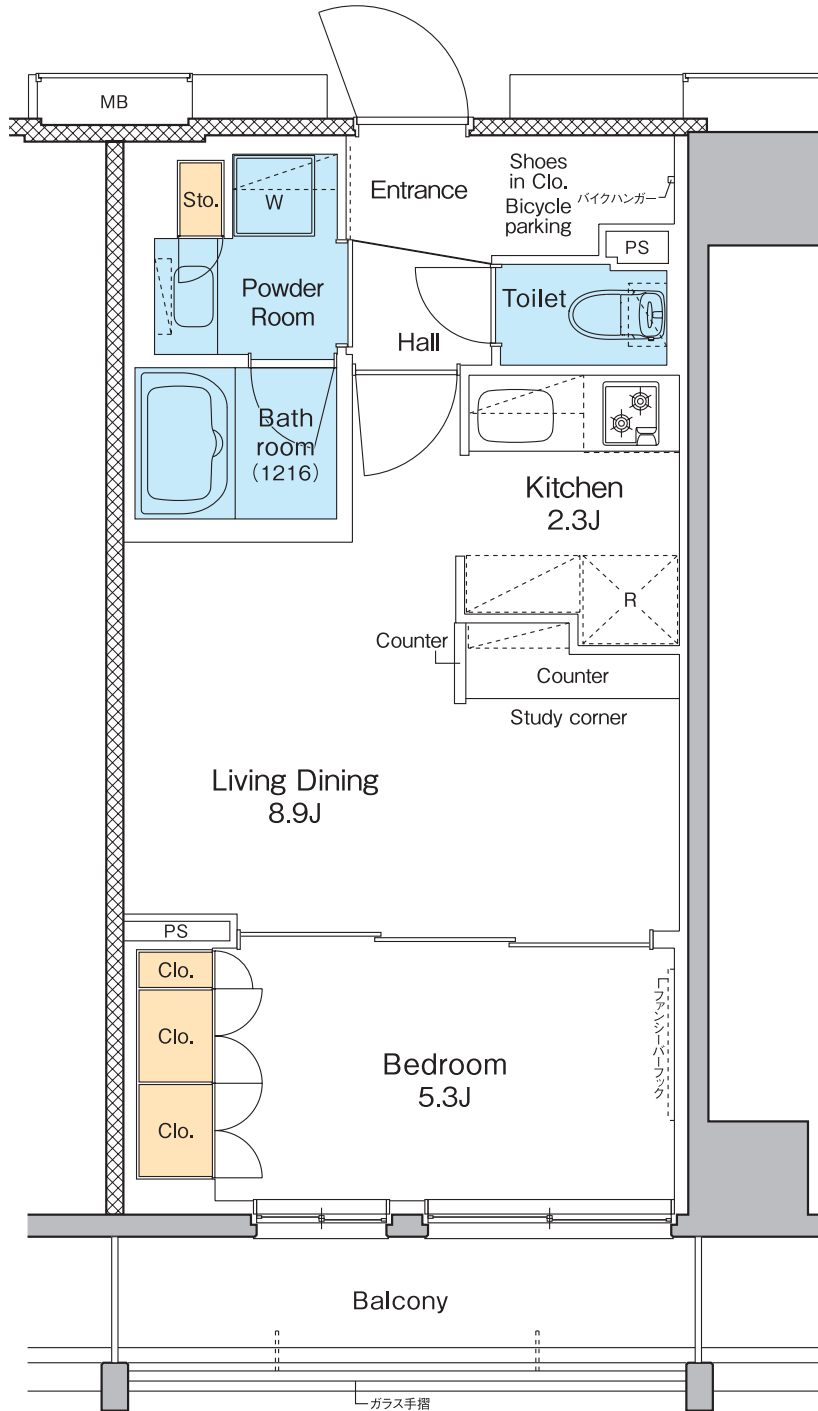 MB
Sto.
W
Entrance
Shoes
in Clo.
Bicycle
parking
バイクハンガー
PS
Powder
Room
Toilet
Hall
Bath
room
(1216)
Kitchen
2.3J
R
Counter
Counter
Study corner
Living Dining
8.9J
PS
Clo.
Clo.
Clo.
Bedroom
5.3J
ファンシーバーフック
Balcony
ガラス手摺